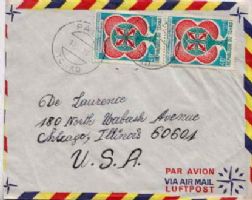 De Laurence
180 North Wabash Avenue
Chicago, Illinois 60601
U.S.A.
PAR AVION
VIA AIR MAIL
LUFTPOST